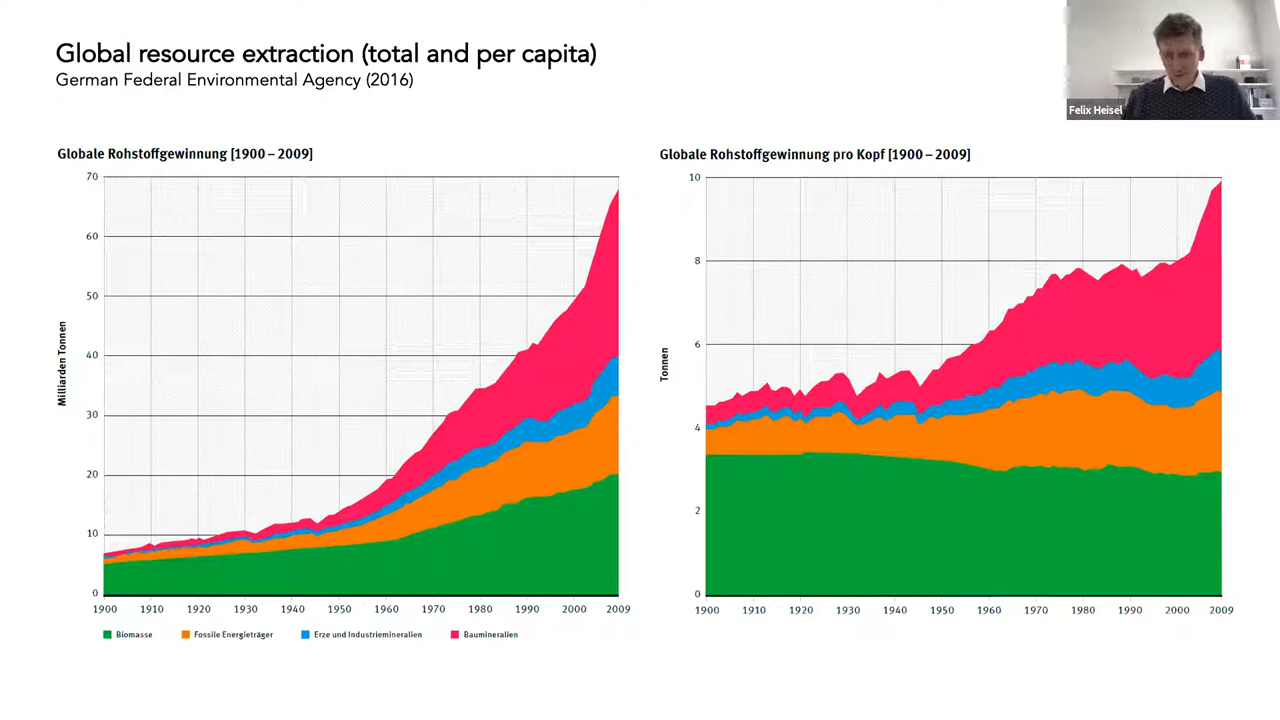 Global resource extraction (total and per capita)
German Federal Environmental Agency (2016)
Felix Heisel
Globale Rohstoffgewinnung [1900 – 2009]
70
60
50
40
30
20
10
0
Milliarden Tonnen
1900 1910 1920 1930 1940 1950 1960 1970 1980 1990 2000 2009
Biomasse Fossile Energieträger Erze und Industriemineralien Baumineralien
Globale Rohstoffgewinnung pro Kopf [1900 – 2009]
10
8
6
4
2
0
Tonnen
1900 1910 1920 1930 1940 1950 1960 1970 1980 1990 2000 2009